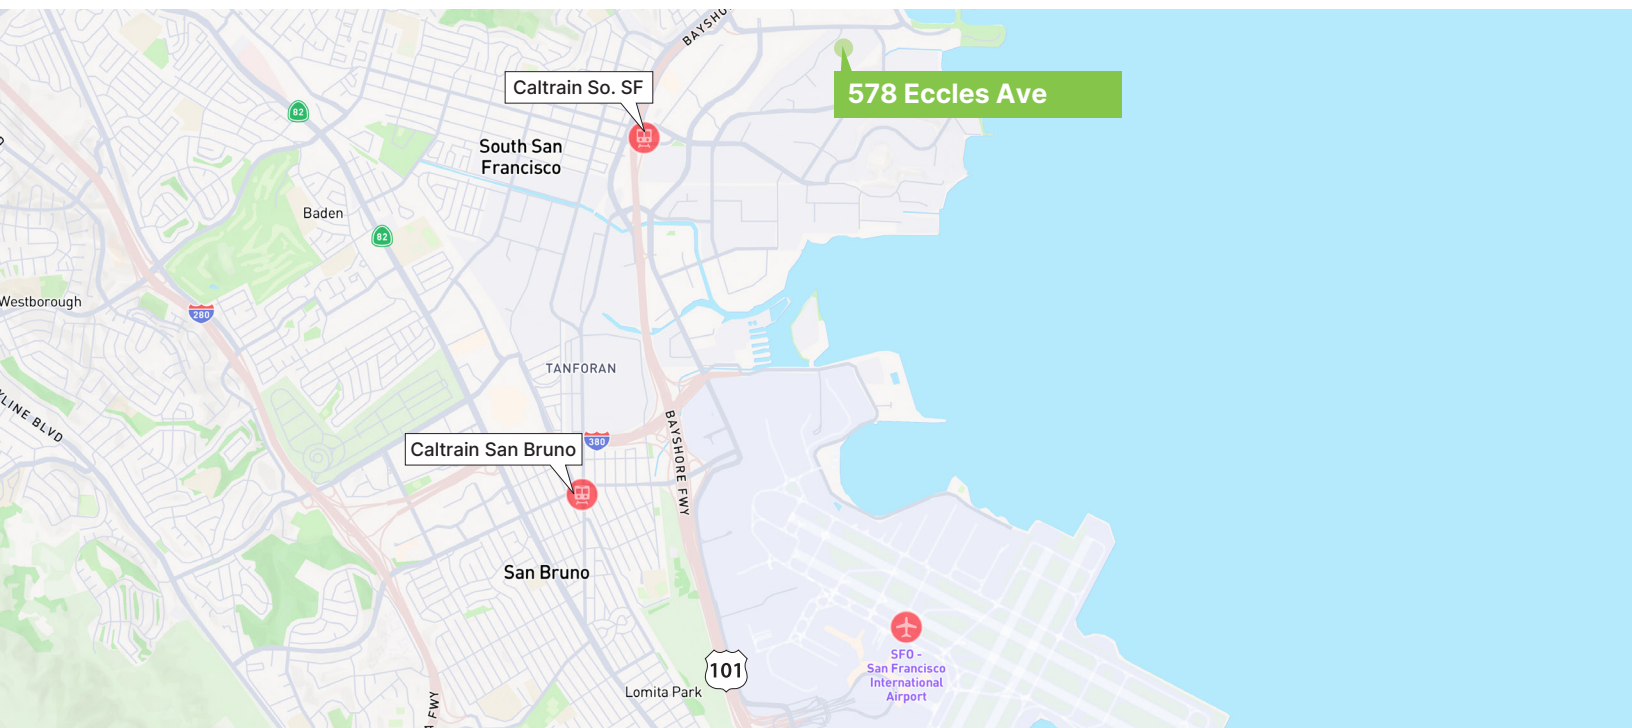 BAYSHO
578 Eccles Ave
Caltrain So. SF
82
South San
Francisco
Baden
82
Westborough
280
TANFORAN
YLINE BLVD
BAYSHORE FWY
380
Caltrain San Bruno
San Bruno
SFO -
San Francisco
International
Airport
101
Lomita Park
FWY